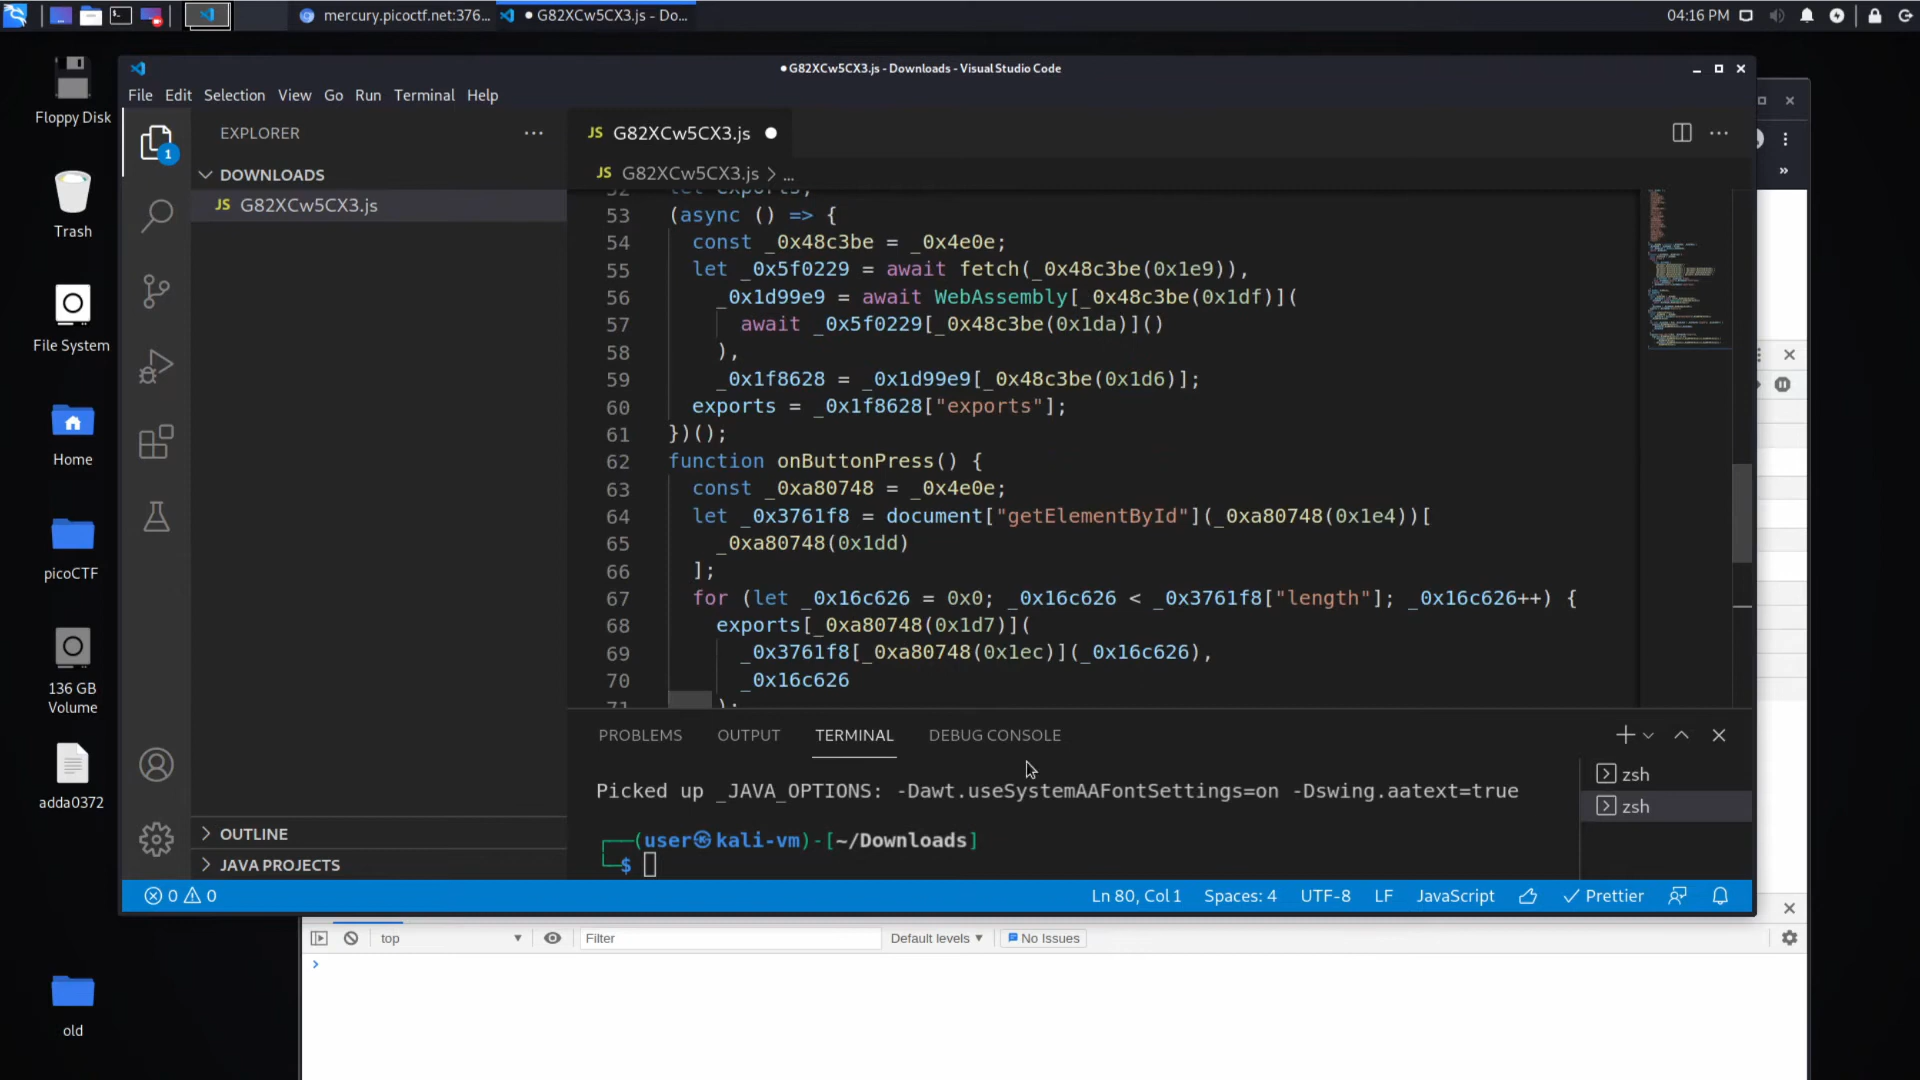 mercury.picoctf.net:376...
G82XCw5CX3.js - Do...
04:16 PM
Floppy Disk
Trash
File System
Home
picoCTF
136 GB
Volume
adda0372
old
G82XCw5CX3.js - Downloads - Visual Studio Code
File Edit Selection View Go Run Terminal Help
EXPLORER
1
DOWNLOADS
JS G82XCw5CX3.js
OUTLINE
JAVA PROJECTS
JS G82XCw5CX3.js
JS G82XCw5CX3.js > ...
52 let exports;
53 (async () => {
54 const _0x48c3be = _0x4e0e;
55 let _0x5f0229 = await fetch(_0x48c3be(0x1e9)),
56 _0x1d99e9 = await WebAssembly[_0x48c3be(0x1df)](
57 await _0x5f0229[_0x48c3be(0x1da)]()
58 ),
59 _0x1f8628 = _0x1d99e9[_0x48c3be(0x1d6)];
60 exports = _0x1f8628["exports"];
61 })();
62 function onButtonPress() {
63 const _0xa80748 = _0x4e0e;
64 let _0x3761f8 = document["getElementById"](_0xa80748(0x1e4))[
65 _0xa80748(0x1dd)
66 ];
67 for (let _0x16c626 = 0x0; _0x16c626 < _0x3761f8["length"]; _0x16c626++) {
68 exports[_0xa80748(0x1d7)](
69 _0x3761f8[_0xa80748(0x1ec)](_0x16c626),
70 _0x16c626
71 );
PROBLEMS OUTPUT TERMINAL DEBUG CONSOLE
Picked up _JAVA_OPTIONS: -Dawt.useSystemAAFontSettings=on -Dswing.aatext=true
┌──(user㉿kali-vm)-[~/Downloads]
└─$
zsh
zsh
0 0
Ln 80, Col 1 Spaces: 4 UTF-8 LF JavaScript Prettier
top Filter Default levels No Issues